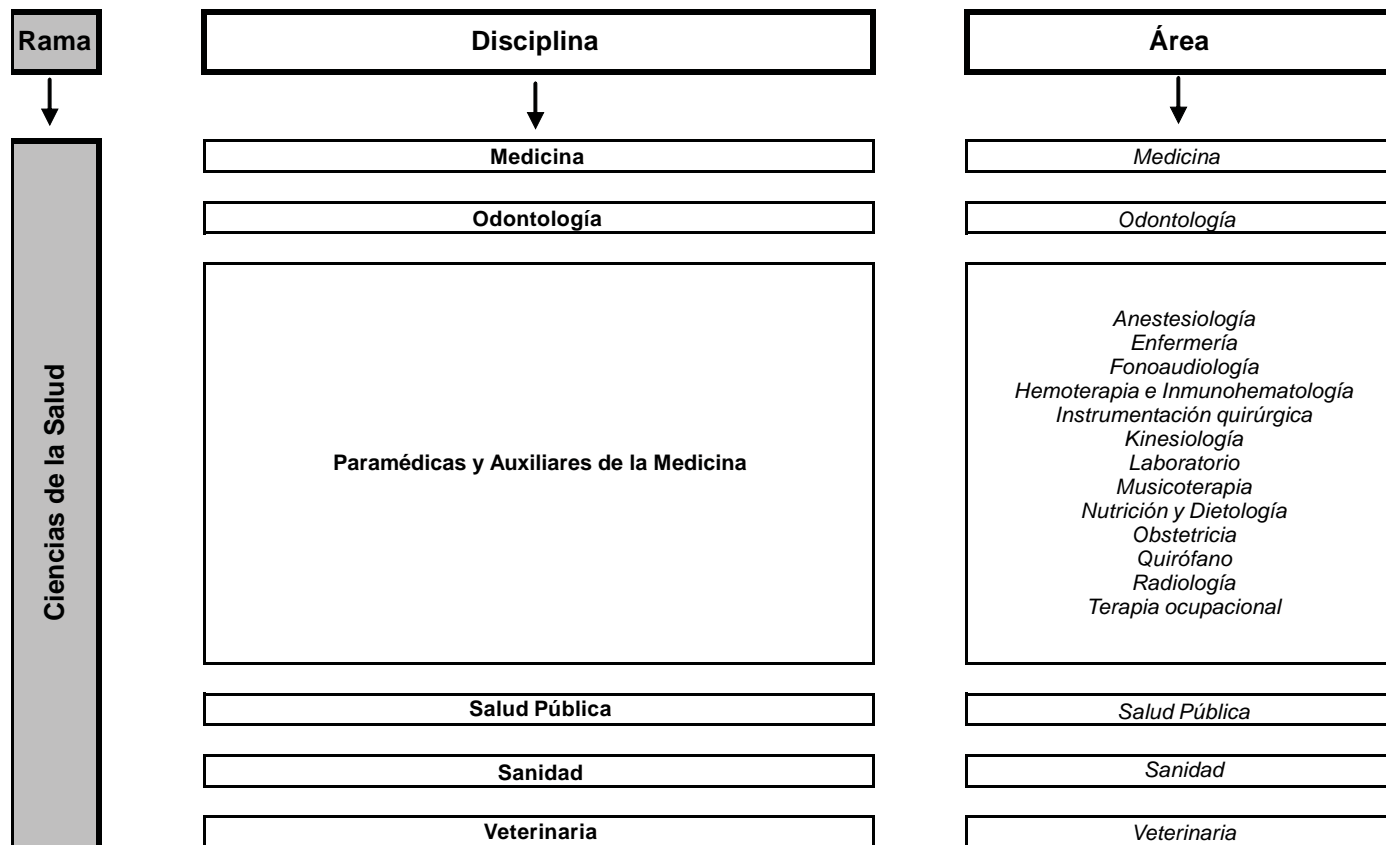 Rama
Disciplina
Área
Ciencias de la Salud
Medicina
Medicina
Odontología
Odontología
Paramédicas y Auxiliares de la Medicina
Anestesiología
Enfermería
Fonoaudiología
Hemoterapia e Inmunohematología
Instrumentación quirúrgica
Kinesiología
Laboratorio
Musicoterapia
Nutrición y Dietología
Obstetricia
Quirófano
Radiología
Terapia ocupacional
Salud Pública
Salud Pública
Sanidad
Sanidad
Veterinaria
Veterinaria